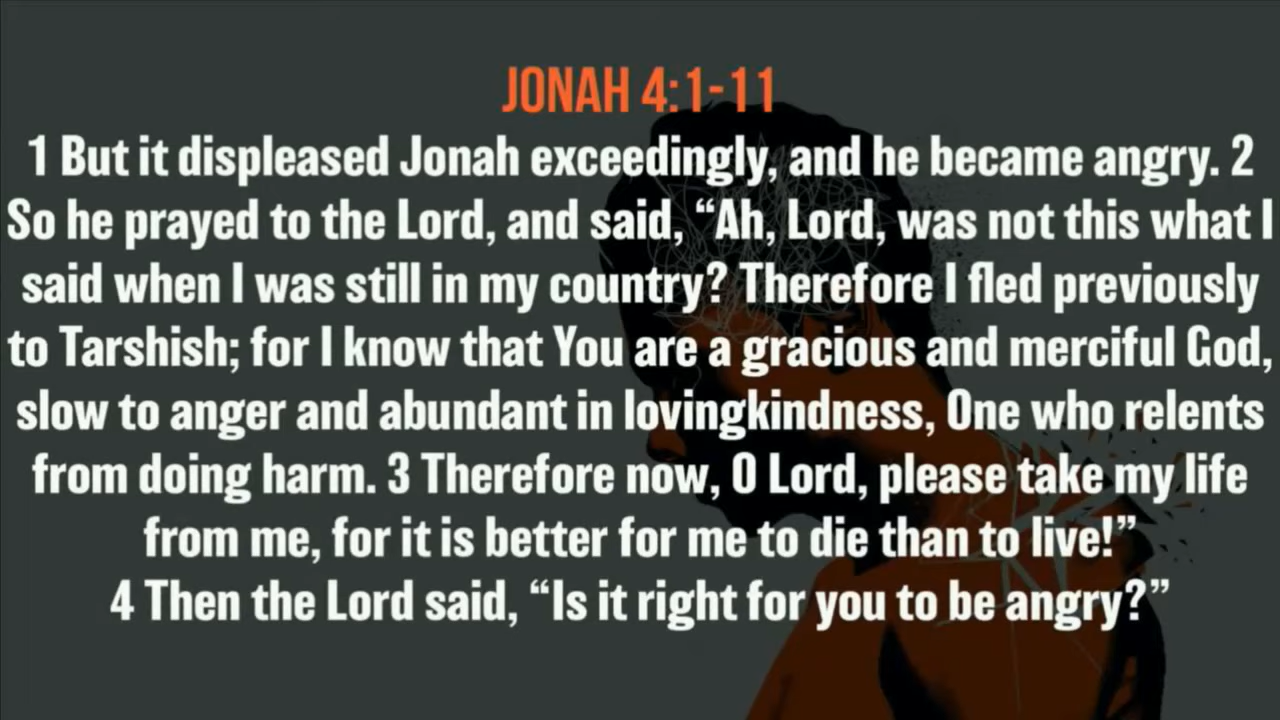 JONAH 4:1-11
1 But it displeased Jonah exceedingly, and he became angry. 2
So he prayed to the Lord, and said, “Ah, Lord, was not this what I
said when I was still in my country? Therefore I fled previously
to Tarshish; for I know that You are a gracious and merciful God,
slow to anger and abundant in lovingkindness, One who relents
from doing harm. 3 Therefore now, O Lord, please take my life
from me, for it is better for me to die than to live!”
4 Then the Lord said, “Is it right for you to be angry?”